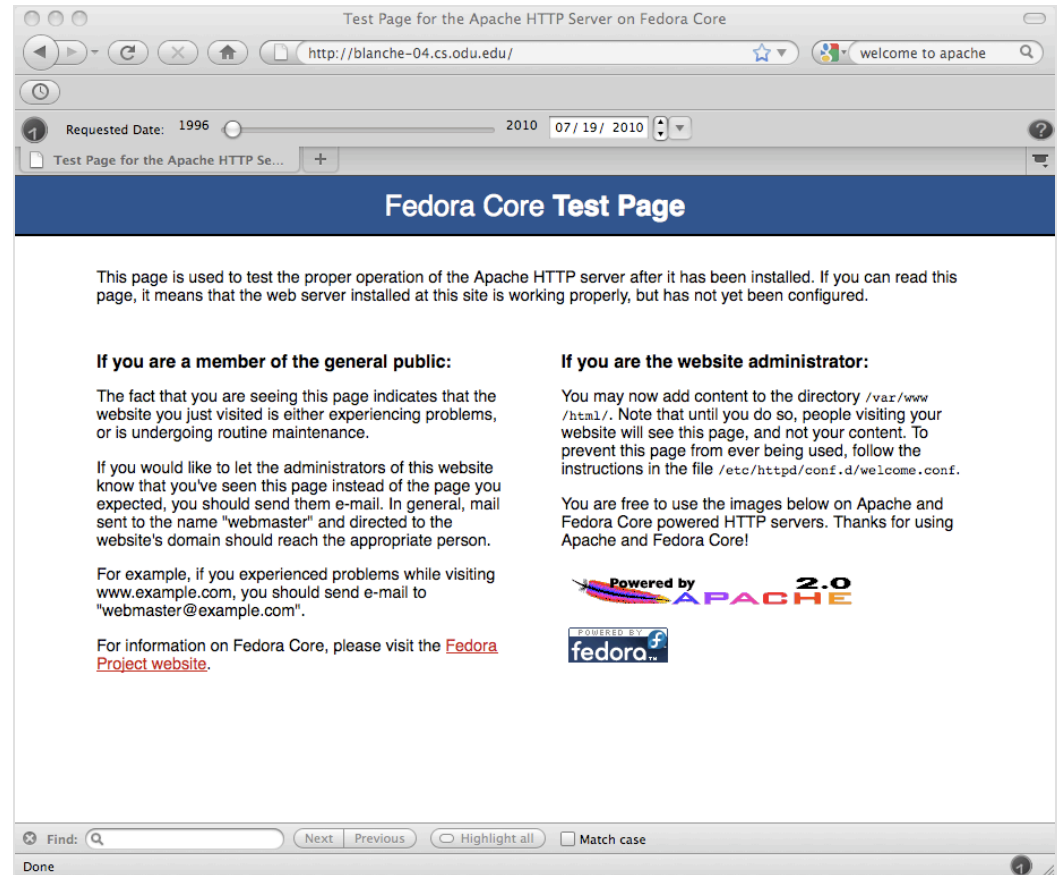 Test Page for the Apache HTTP Server on Fedora Core
http://blanche-04.cs.odu.edu/
welcome to apache
Requested Date: 1996 2010 07/19/2010
Test Page for the Apache HTTP Se...
Fedora Core Test Page
This page is used to test the proper operation of the Apache HTTP server after it has been installed. If you can read this
page, it means that the web server installed at this site is working properly, but has not yet been configured.
If you are a member of the general public:
The fact that you are seeing this page indicates that the
website you just visited is either experiencing problems,
or is undergoing routine maintenance.
If you would like to let the administrators of this website
know that you've seen this page instead of the page you
expected, you should send them e-mail. In general, mail
sent to the name "webmaster" and directed to the
website's domain should reach the appropriate person.
For example, if you experienced problems while visiting
www.example.com, you should send e-mail to
"webmaster@example.com".
For information on Fedora Core, please visit the Fedora
Project website.
If you are the website administrator:
You may now add content to the directory /var/www
/html/. Note that until you do so, people visiting your
website will see this page, and not your content. To
prevent this page from ever being used, follow the
instructions in the file /etc/httpd/conf.d/welcome.conf.
You are free to use the images below on Apache and
Fedora Core powered HTTP servers. Thanks for using
Apache and Fedora Core!
Powered by 2.0
APACHE
POWERED BY
fedora™
Find: Next Previous Highlight all Match case
Done